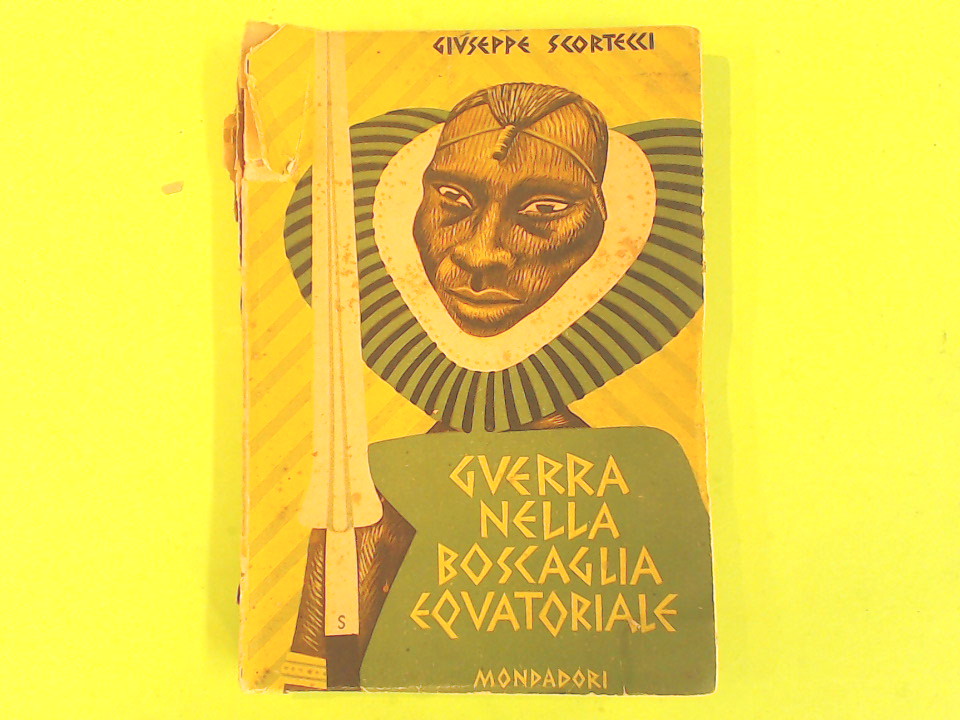 GIVSEPPE SCORTECCI
GVERRA
NELLA
BOSCAGLIA
EQVATORIALE
S
MONDADORI